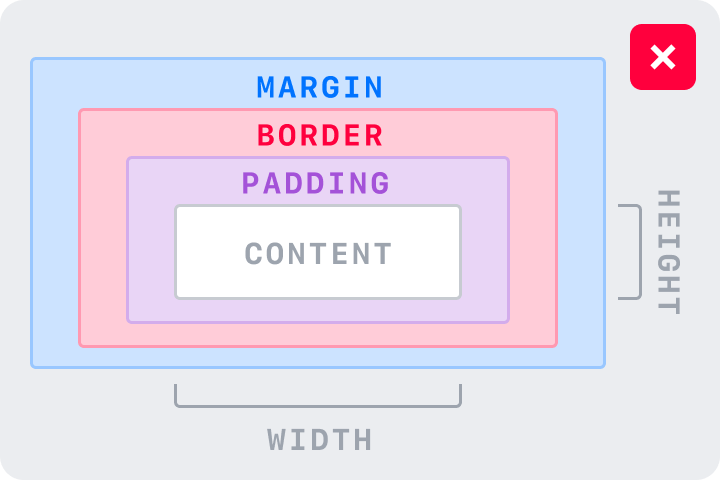 MARGIN
BORDER
PADDING
CONTENT
HEIGHT
WIDTH